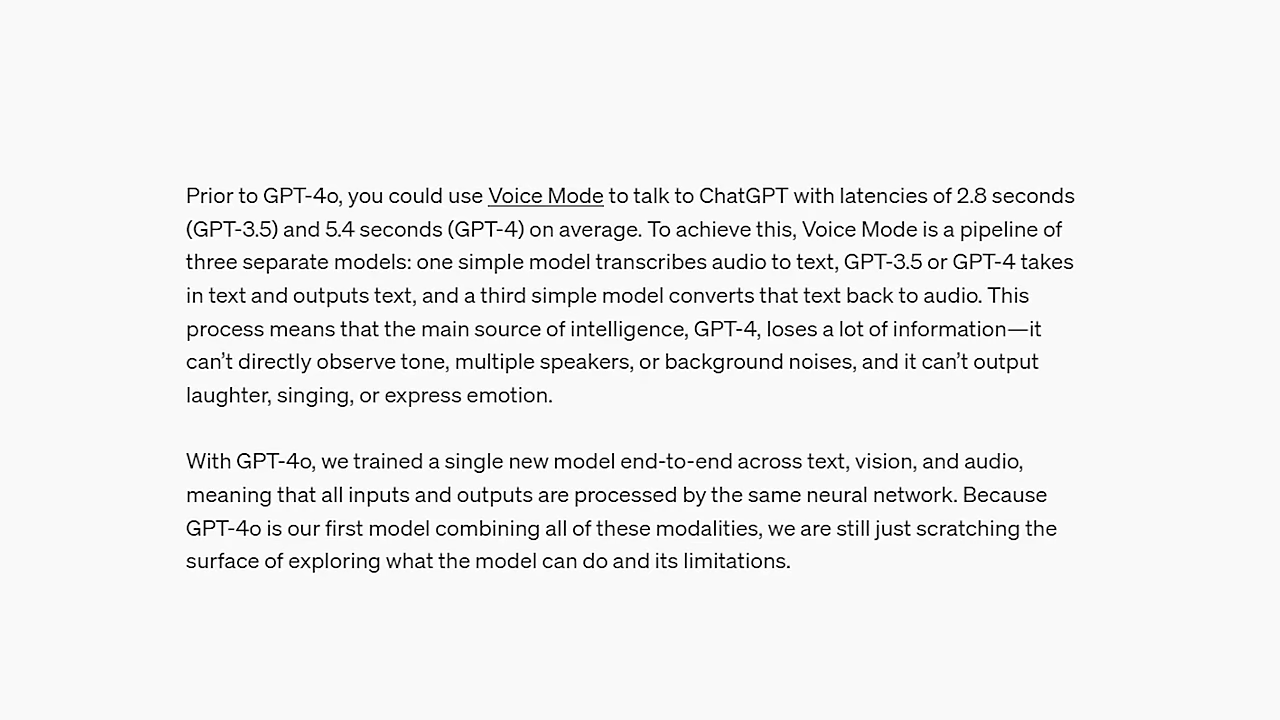 Prior to GPT-4o, you could use Voice Mode to talk to ChatGPT with latencies of 2.8 seconds
(GPT-3.5) and 5.4 seconds (GPT-4) on average. To achieve this, Voice Mode is a pipeline of
three separate models: one simple model transcribes audio to text, GPT-3.5 or GPT-4 takes
in text and outputs text, and a third simple model converts that text back to audio. This
process means that the main source of intelligence, GPT-4, loses a lot of information—it
can’t directly observe tone, multiple speakers, or background noises, and it can’t output
laughter, singing, or express emotion.
With GPT-4o, we trained a single new model end-to-end across text, vision, and audio,
meaning that all inputs and outputs are processed by the same neural network. Because
GPT-4o is our first model combining all of these modalities, we are still just scratching the
surface of exploring what the model can do and its limitations.